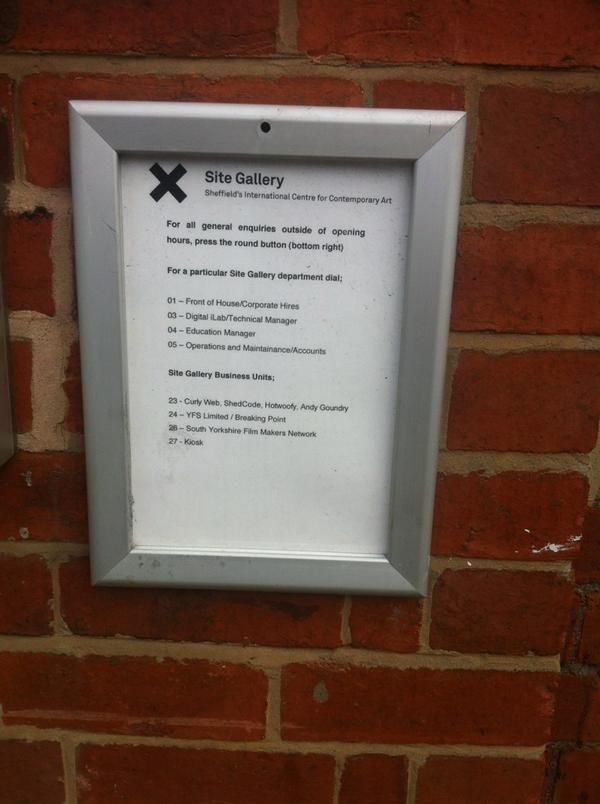 Site Gallery
Sheffield's International Centre for Contemporary Art
For all general enquiries outside of opening
hours, press the round button (bottom right)
For a particular Site Gallery department dial;
01 – Front of House/Corporate Hires
03 – Digital iLab/Technical Manager
04 – Education Manager
05 – Operations and Maintainance/Accounts
Site Gallery Business Units;
23 - Curly Web, ShedCode, Hotwoofy, Andy Goundry
24 – YFS Limited / Breaking Point
26 – South Yorkshire Film Makers Network
27 - Kiosk